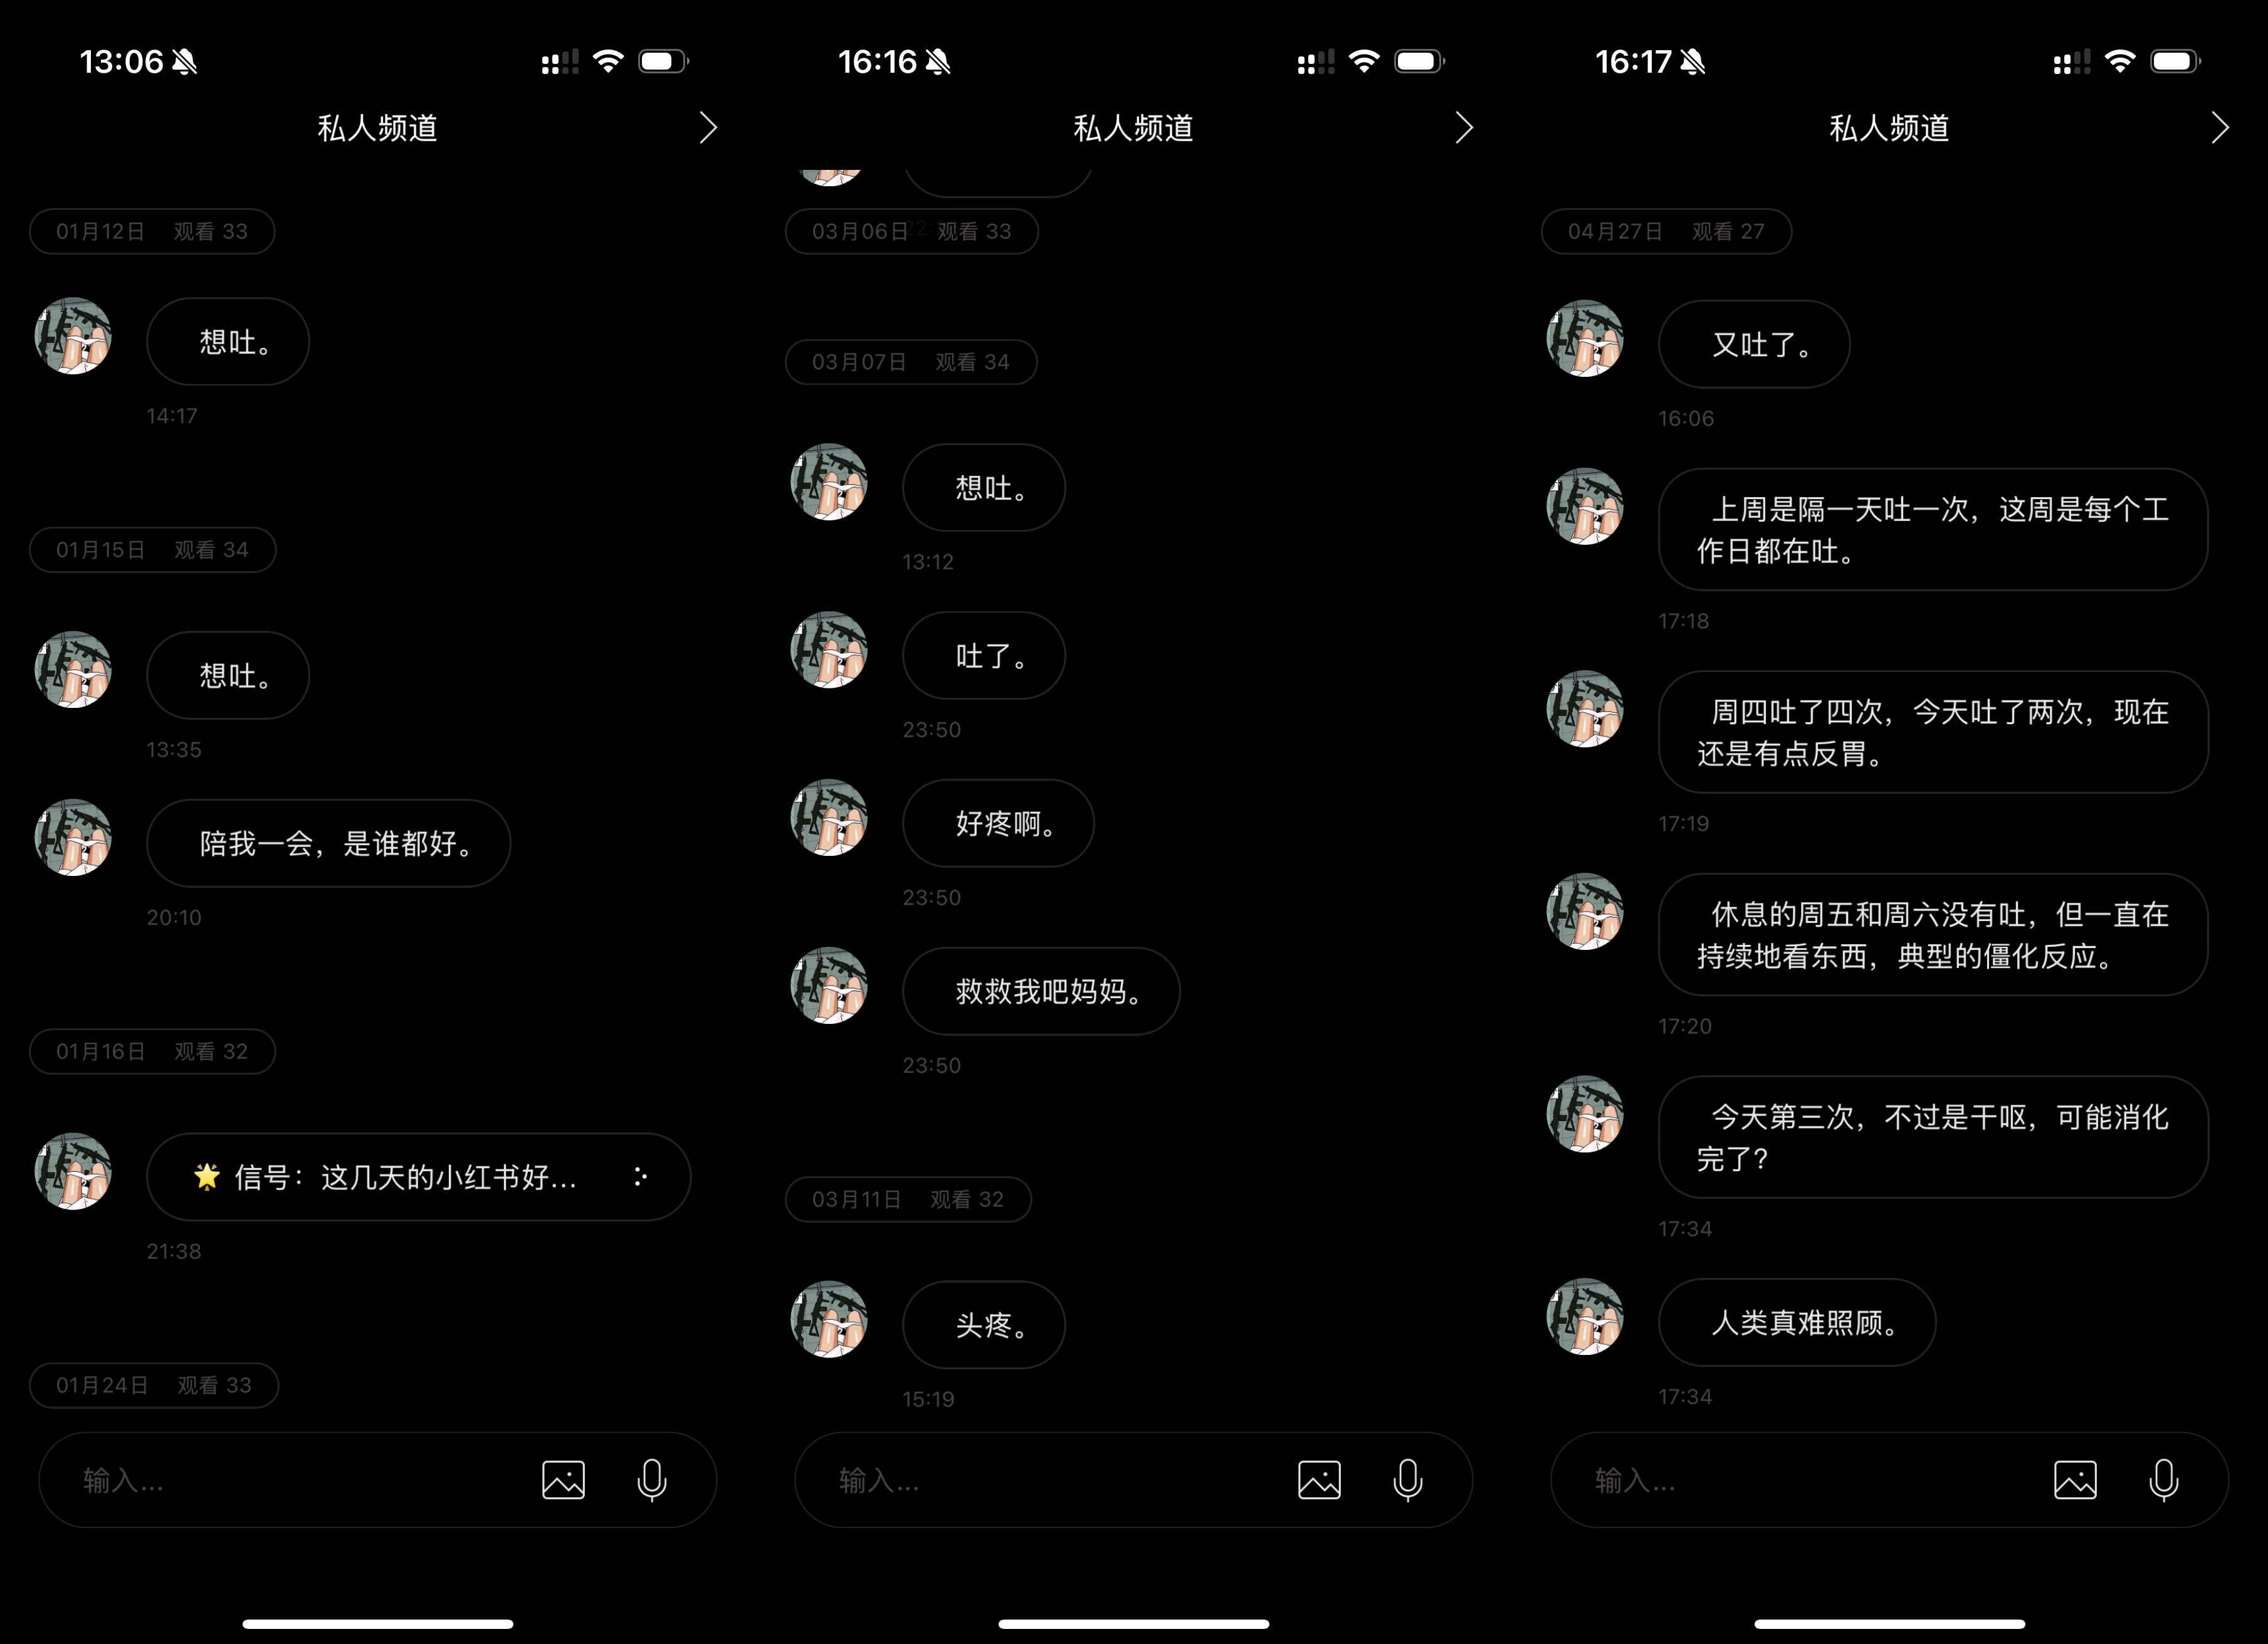 13:06
私人频道
01月12日 观看 33
想吐。
14:17
01月15日 观看 34
想吐。
13:35
陪我一会，是谁都好。
20:10
01月16日 观看 32
🌟 信号：这几天的小红书好...
21:38
01月24日 观看 33
输入...
16:16
私人频道
03月06日 观看 33
03月07日 观看 34
想吐。
13:12
吐了。
23:50
好疼啊。
23:50
救救我吧妈妈。
23:50
03月11日 观看 32
头疼。
15:19
输入...
16:17
私人频道
04月27日 观看 27
又吐了。
16:06
上周是隔一天吐一次，这周是每个工
作日都在吐。
17:18
周四吐了四次，今天吐了两次，现在
还是有点反胃。
17:19
休息的周五和周六没有吐，但一直在
持续地看东西，典型的僵化反应。
17:20
今天第三次，不过是干呕，可能消化
完了？
17:34
人类真难照顾。
17:34
输入...